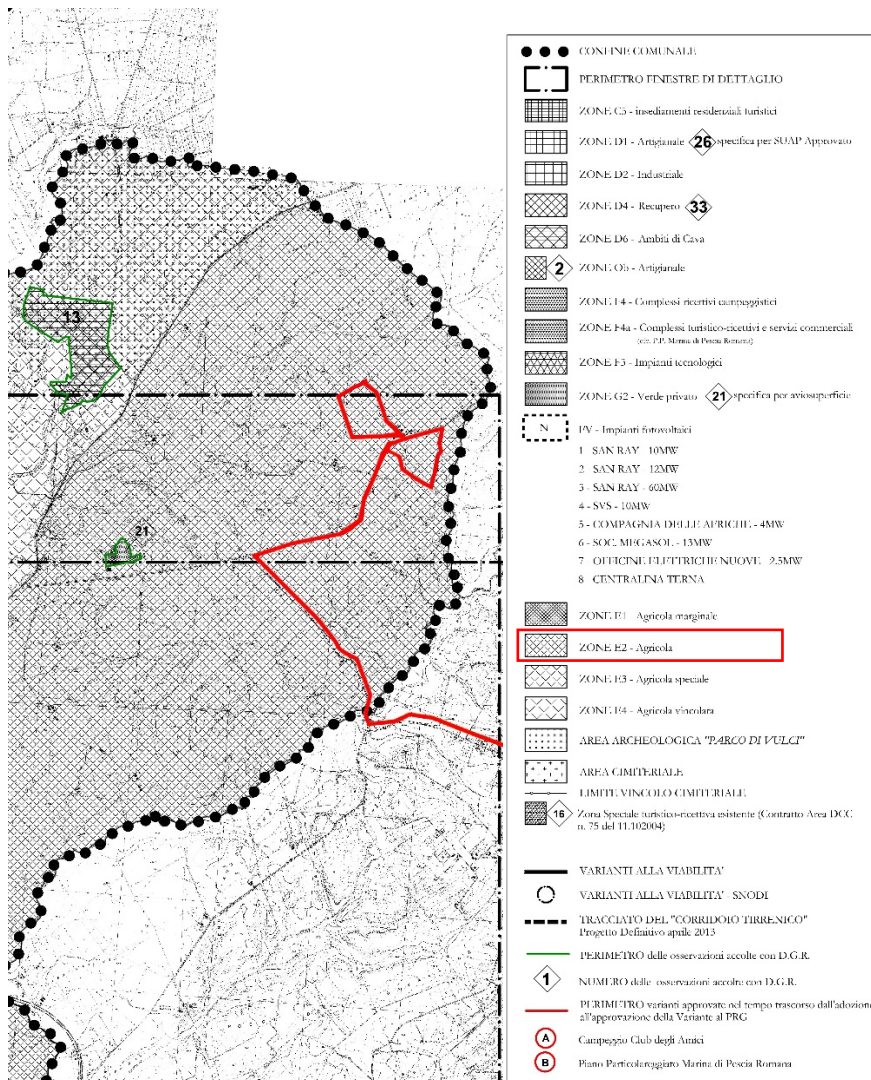 13
21
CONFINE COMUNALE
PERIMETRO FINESTRE DI DETTAGLIO
ZONE C5 - insediamenti residenziali turistici
ZONE D1 - Artigianale 26 specifica per SUAP Approvato
ZONE D2 - Industriale
ZONE D4 - Recupero 33
ZONE D6 - Ambiti di Cava
2 ZONE Ob - Artigianale
ZONE F4 - Complessi ricettivi campeggistici
ZONE F4a - Complessi turistico-ricettivi e servizi commerciali
P.P. Marina di Pescia Romana)
ZONE F5 - Impianti tecnologici
ZONE G2 - Verde privato 21 specifica per aviosuperficie
N FV - Impianti fotovoltaici
1 SAN RAY - 10MW
2 - SAN RAY - 12MW
3 - SAN RAY - 60MW
4 - SVS - 10MW
5 - COMPAGNIA DELLE AFRICHE - 4MW
6 - SOC. MEGASOL - 13MW
7 OFFICINE ELETTRICHE NUOVE 2.5MW
8 CENTRALINA TERNA
ZONE E1 - Agricola marginale
ZONE E2 - Agricola
ZONE E3 - Agricola speciale
ZONE E4 - Agricola vincolata
AREA ARCHEOLOGICA "PARCO DI VULCI"
AREA CIMITERIALE
LIMITE VINCOLO CIMITERIALE
16 Zona Speciale turistico-ricettiva esistente (Contratto Area DCC
n. 75 del 11.102004)
VARIANTI ALLA VIABILITA'
VARIANTI ALLA VIABILITA' - SNODI
TRACCIATO DEL "CORRIDOIO TIRRENICO"
Progetto Definitivo aprile 2013
PERIMETRO delle osservazioni accolte con D.G.R.
1 NUMERO delle osservazioni accolte con D.G.R.
PERIMETRO varianti approvate nel tempo trascorso dall'adozione
all'approvazione della Variante al PRG
A Campeggio Club degli Amici
B Piano Particolareggiato Marina di Pescia Romana